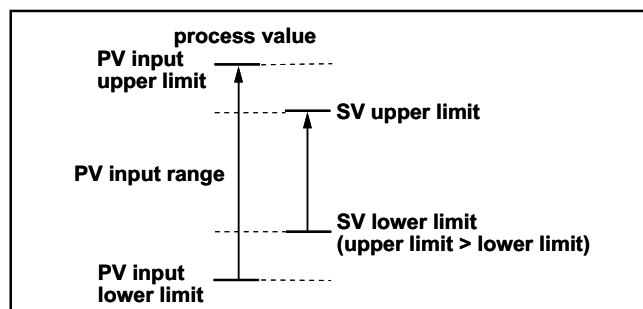 process value
PV input
upper limit
SV upper limit
PV input range
SV lower limit
(upper limit > lower limit)
PV input
lower limit